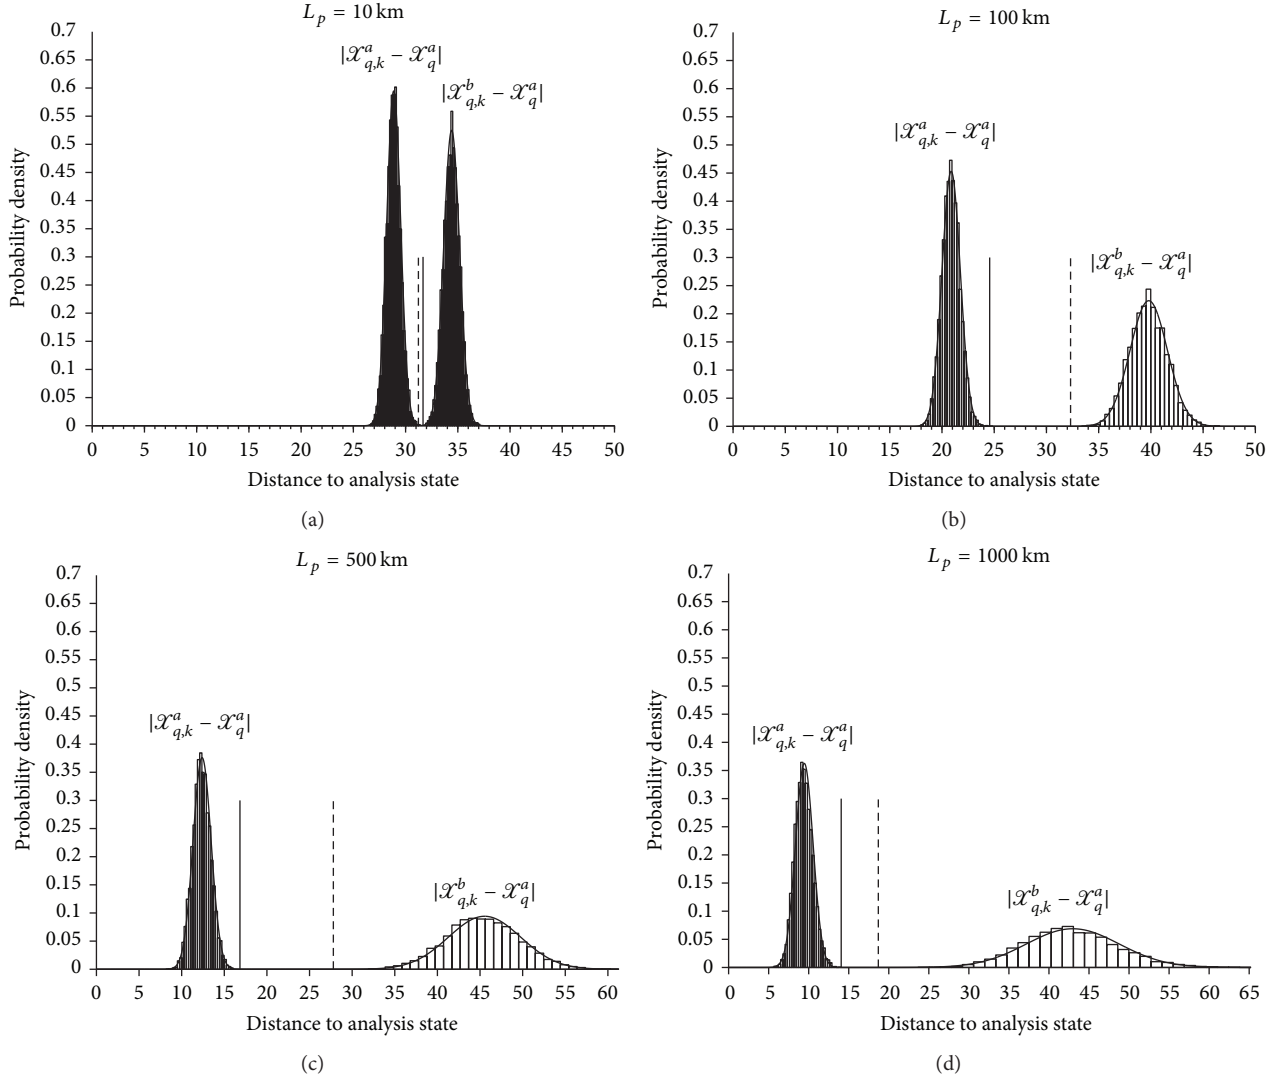 L_p = 10 km
Probability density
0.7
0.65
0.6
0.55
0.5
0.45
0.4
0.35
0.3
0.25
0.2
0.15
0.1
0.05
0
|𝒳^a_{q,k} − 𝒳^a_q|
|𝒳^b_{q,k} − 𝒳^a_q|
0 5 10 15 20 25 30 35 40 45 50
Distance to analysis state
(a)
L_p = 100 km
Probability density
0.7
0.65
0.6
0.55
0.5
0.45
0.4
0.35
0.3
0.25
0.2
0.15
0.1
0.05
0
|𝒳^a_{q,k} − 𝒳^a_q|
|𝒳^b_{q,k} − 𝒳^a_q|
0 5 10 15 20 25 30 35 40 45 50
Distance to analysis state
(b)
L_p = 500 km
Probability density
0.7
0.65
0.6
0.55
0.5
0.45
0.4
0.35
0.3
0.25
0.2
0.15
0.1
0.05
0
|𝒳^a_{q,k} − 𝒳^a_q|
|𝒳^b_{q,k} − 𝒳^a_q|
0 5 10 15 20 25 30 35 40 45 50 55 60
Distance to analysis state
(c)
L_p = 1000 km
Probability density
0.7
0.65
0.6
0.55
0.5
0.45
0.4
0.35
0.3
0.25
0.2
0.15
0.1
0.05
0
|𝒳^a_{q,k} − 𝒳^a_q|
|𝒳^b_{q,k} − 𝒳^a_q|
0 5 10 15 20 25 30 35 40 45 50 55 60 65
Distance to analysis state
(d)